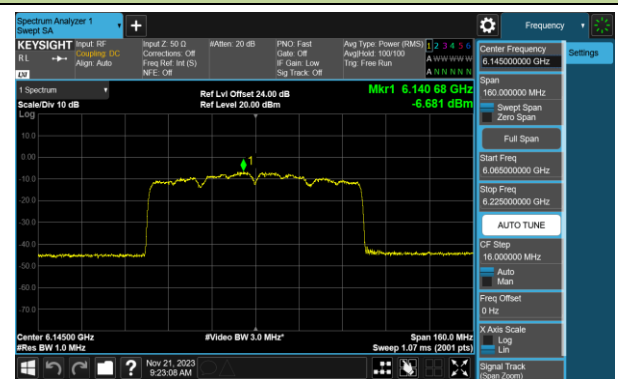 Spectrum Analyzer 1
Swept SA
+
Frequency
KEYSIGHT
Input: RF
Coupling: DC
Align: Auto
RL
LNI
Input Z: 50 Ω
Corrections: Off
Freq Ref: Int (S)
NFE: Off
#Atten: 20 dB
PNO: Fast
Gate: Off
IF Gain: Low
Sig Track: Off
Avg Type: Power (RMS)
Avg|Hold: 100/100
Trig: Free Run
1 2 3 4 5 6
A W W W W W
A N N N N N
1 Spectrum
Scale/Div 10 dB
Log
Ref Lvl Offset 24.00 dB
Ref Level 20.00 dBm
Mkr1 6.140 68 GHz
-6.681 dBm
10.0
0.00
-10.0
-20.0
-30.0
-40.0
-50.0
-60.0
-70.0
1
Center 6.14500 GHz
#Res BW 1.0 MHz
#Video BW 3.0 MHz*
Span 160.0 MHz
Sweep 1.07 ms (2001 pts)
Nov 21, 2023
9:23:08 AM
?
Center Frequency
6.145000000 GHz
Settings
Span
160.000000 MHz
Swept Span
Zero Span
Full Span
Start Freq
6.065000000 GHz
Stop Freq
6.225000000 GHz
AUTO TUNE
CF Step
16.000000 MHz
Auto
Man
Freq Offset
0 Hz
X Axis Scale
Log
Lin
Signal Track
(Span Zoom)